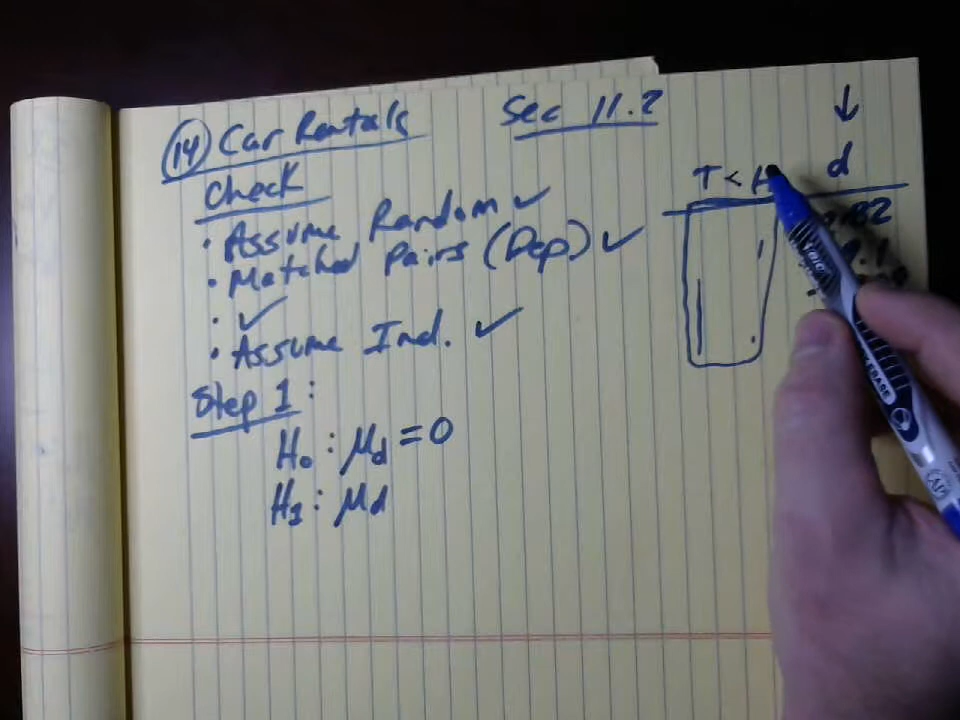 14 Car Rentals
Sec 11.2
Check
• Assume Random ✓
• Matched Pairs (Dep) ✓
• ✓
• Assume Ind. ✓
Step 1:
H₀: μd = 0
H₁: μd
↓
T < H
d